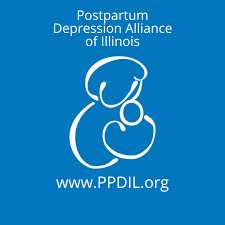 Postpartum
Depression Alliance
of Illinois
www.PPDIL.org